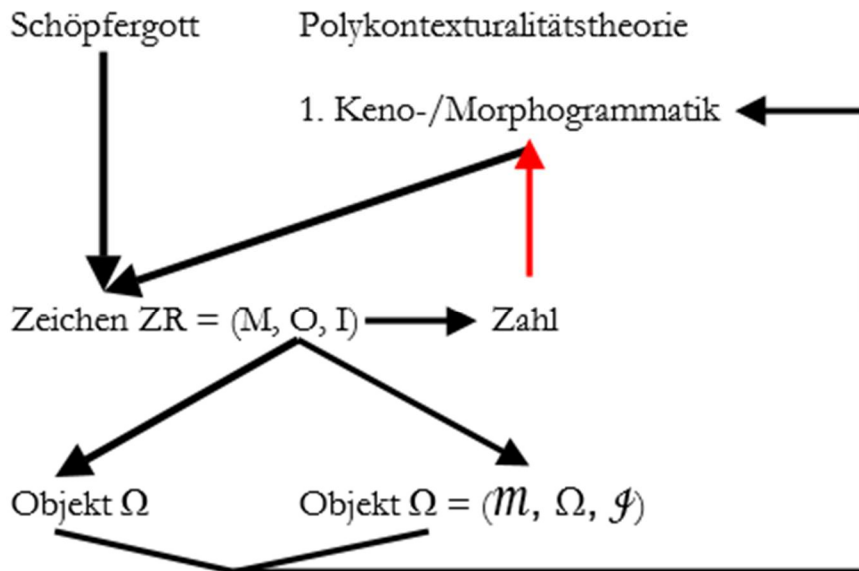 Schöpfergott
Polykontexturalitätstheorie
1. Keno-/Morphogrammatik
Zeichen ZR = (M, O, I)
Zahl
Objekt Ω
Objekt Ω = (ℳ, Ω, ℐ)